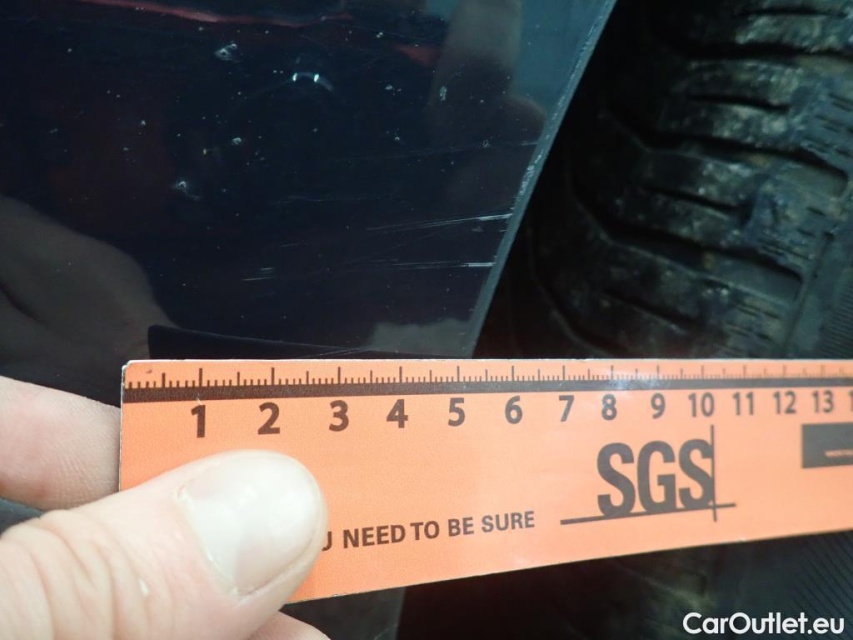 1 2 3 4 5 6 7 8 9 10 11 12 13
SGS
NEED TO BE SURE
CarOutlet.eu